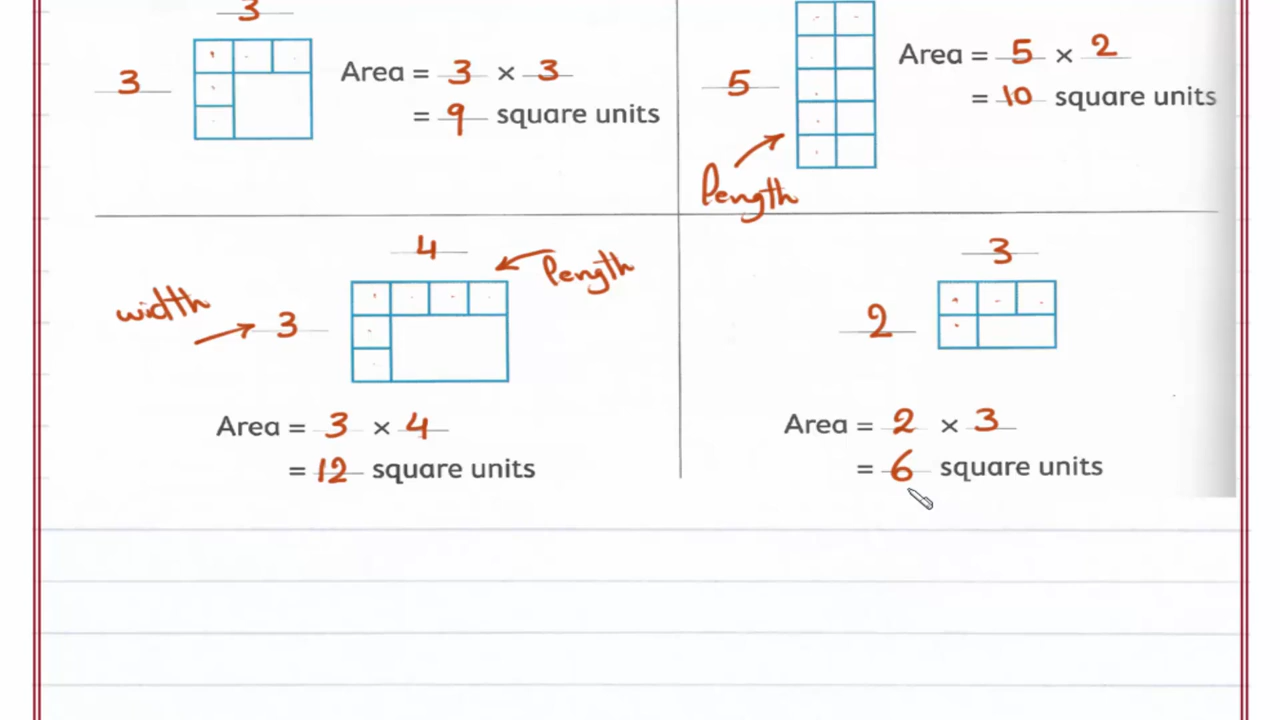 3
3
Area = 3 × 3
= 9 square units
5
Area = 5 × 2
= 10 square units
length
4
length
width
3
Area = 3 × 4
= 12 square units
3
2
Area = 2 × 3
= 6 square units